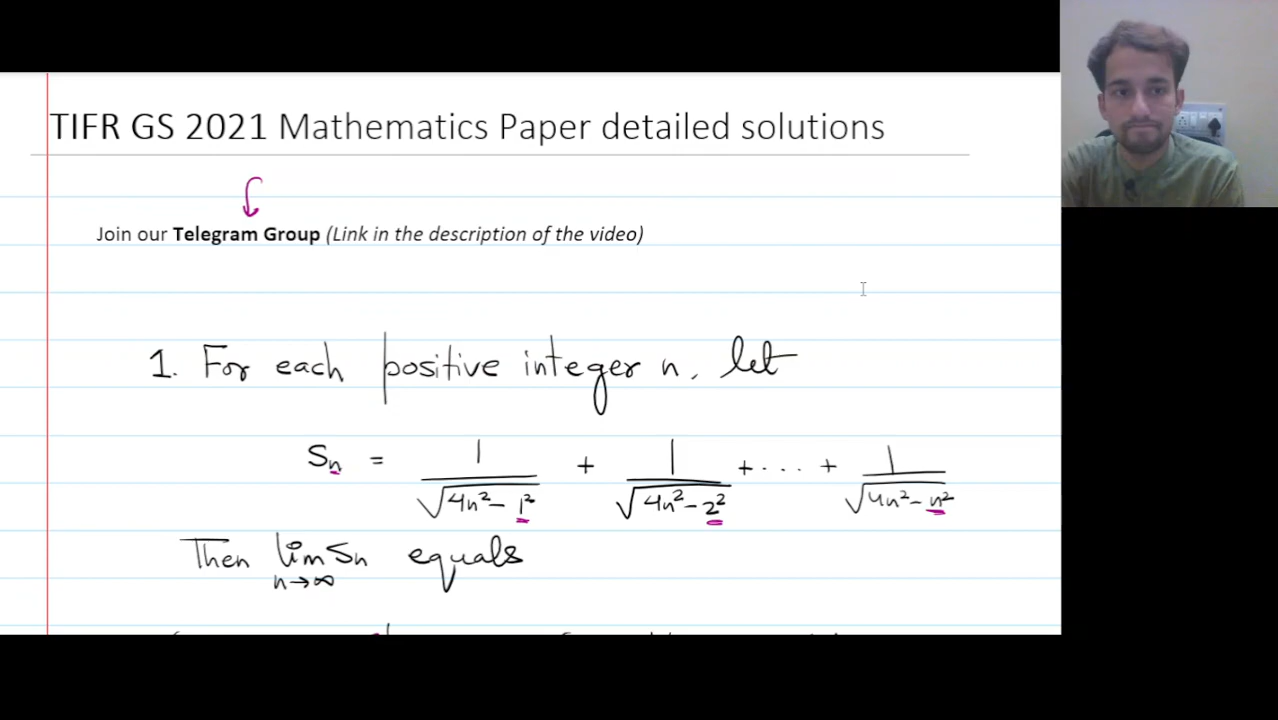 TIFR GS 2021 Mathematics Paper detailed solutions
Join our Telegram Group (Link in the description of the video)
1. For each positive integer n, let
Sₙ = 1/√(4n²-1²) + 1/√(4n²-2²) + ... + 1/√(4n²-n²)
Then lim Sₙ equals
n→∞